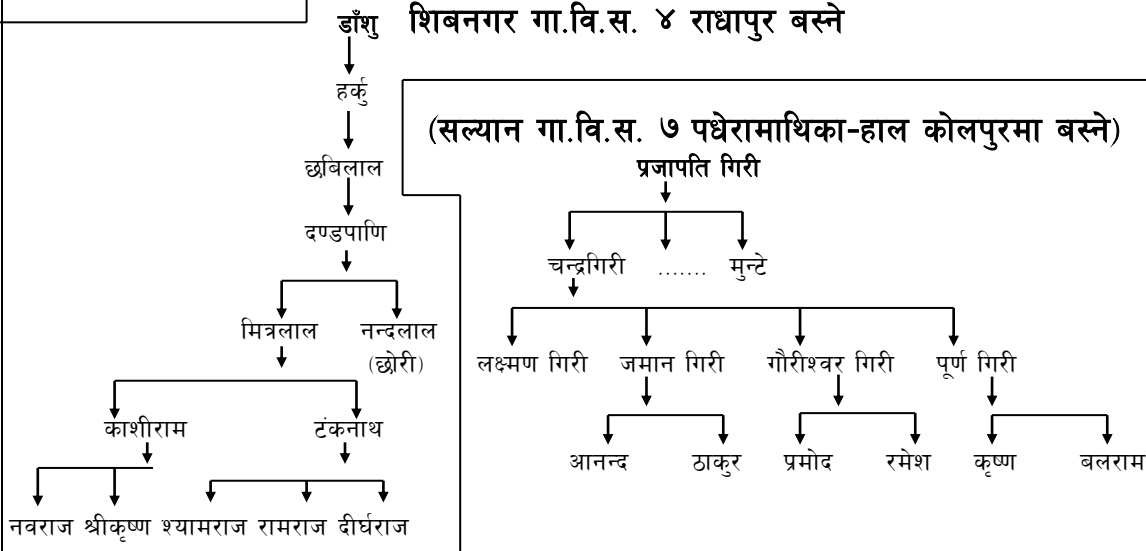 डाँशु शिबनगर गा.वि.स. ४ राधापुर बस्ने
हर्कु
छबिलाल
दण्डपाणि
मित्रलाल नन्दलाल
(छोरी)
काशीराम टंकनाथ
नवराज श्रीकृष्ण श्यामराज रामराज दीर्घराज
(सल्यान गा.वि.स. ७ पधेरामाथिका-हाल कोलपुरमा बस्ने)
प्रजापति गिरी
चन्द्रगिरी ....... मुन्टे
लक्ष्मण गिरी जमान गिरी गौरीश्वर गिरी पूर्ण गिरी
आनन्द ठाकुर प्रमोद रमेश कृष्ण बलराम